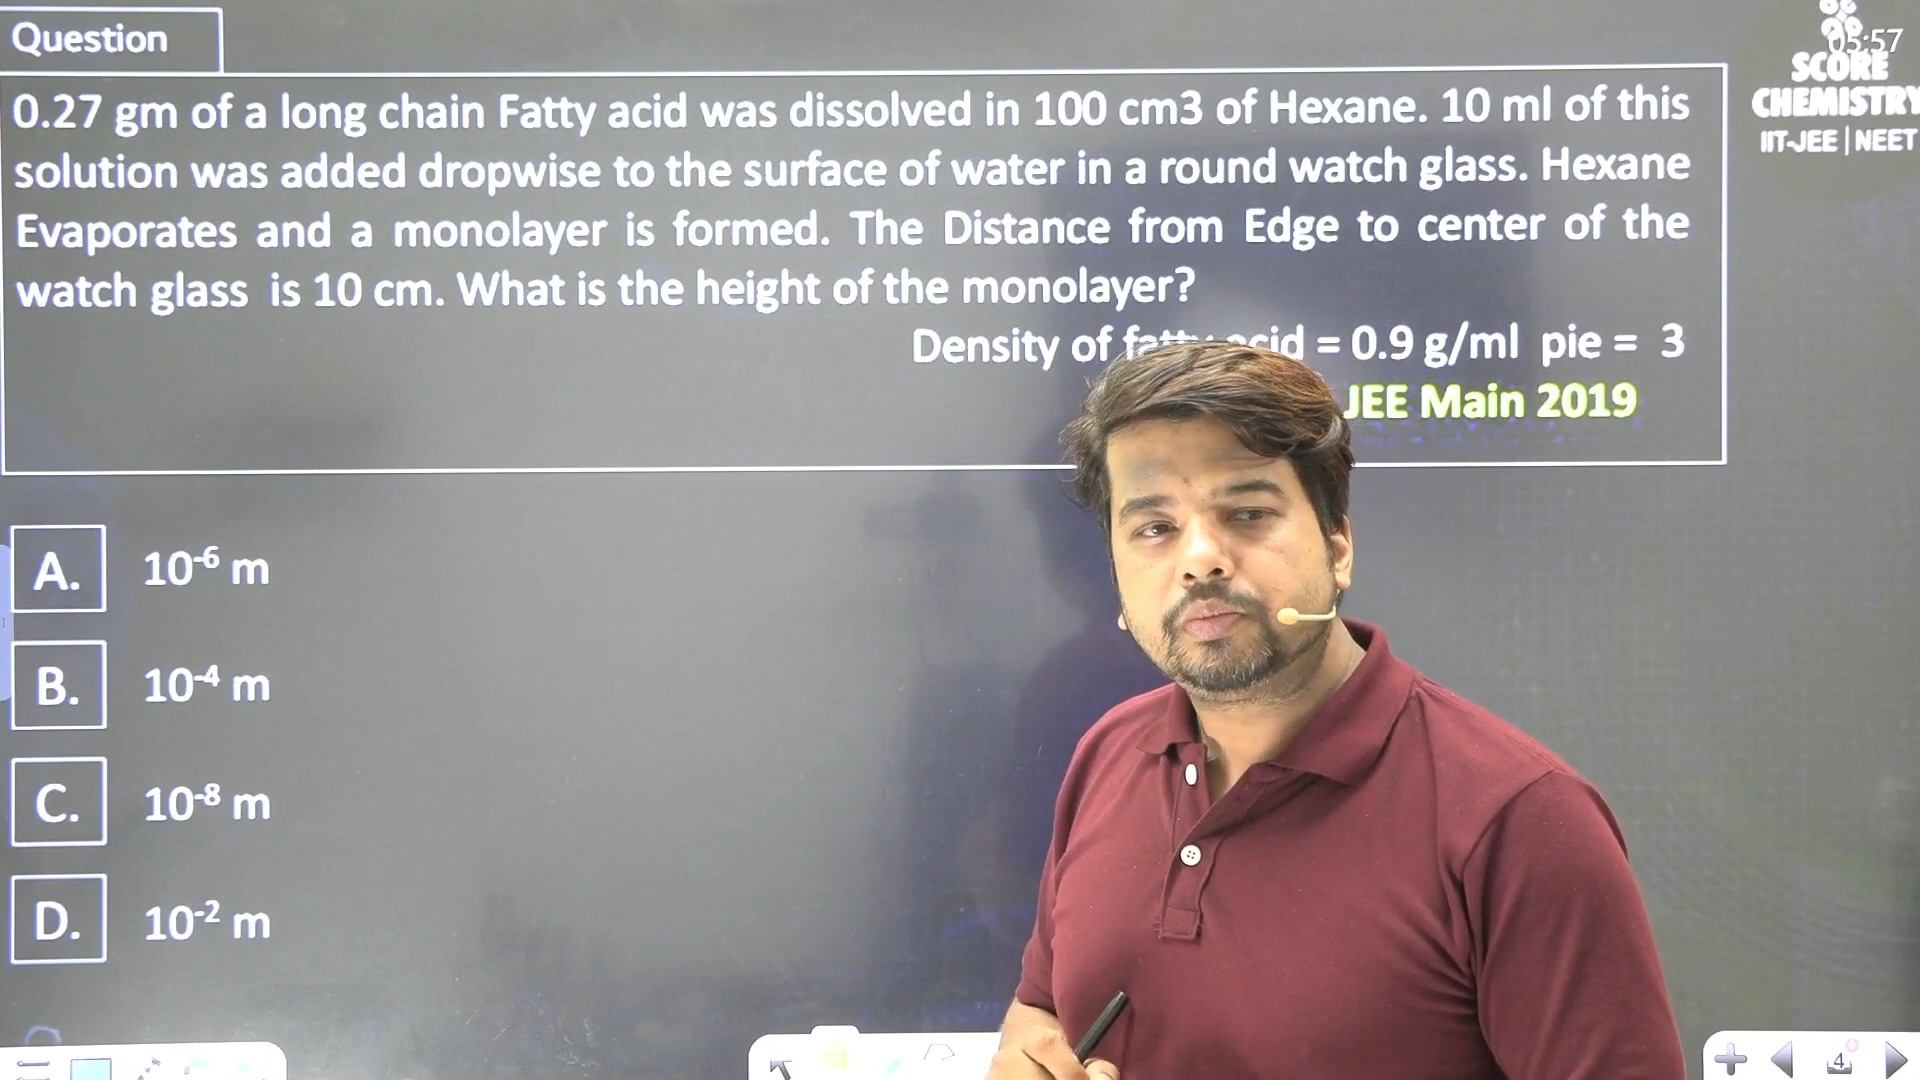 Question
05:57
SCORE
CHEMISTRY
IIT-JEE | NEET
0.27 gm of a long chain Fatty acid was dissolved in 100 cm3 of Hexane. 10 ml of this
solution was added dropwise to the surface of water in a round watch glass. Hexane
Evaporates and a monolayer is formed. The Distance from Edge to center of the
watch glass is 10 cm. What is the height of the monolayer?
Density of fatty acid = 0.9 g/ml pie = 3
JEE Main 2019
A. 10⁻⁶ m
B. 10⁻⁴ m
C. 10⁻⁸ m
D. 10⁻² m
4